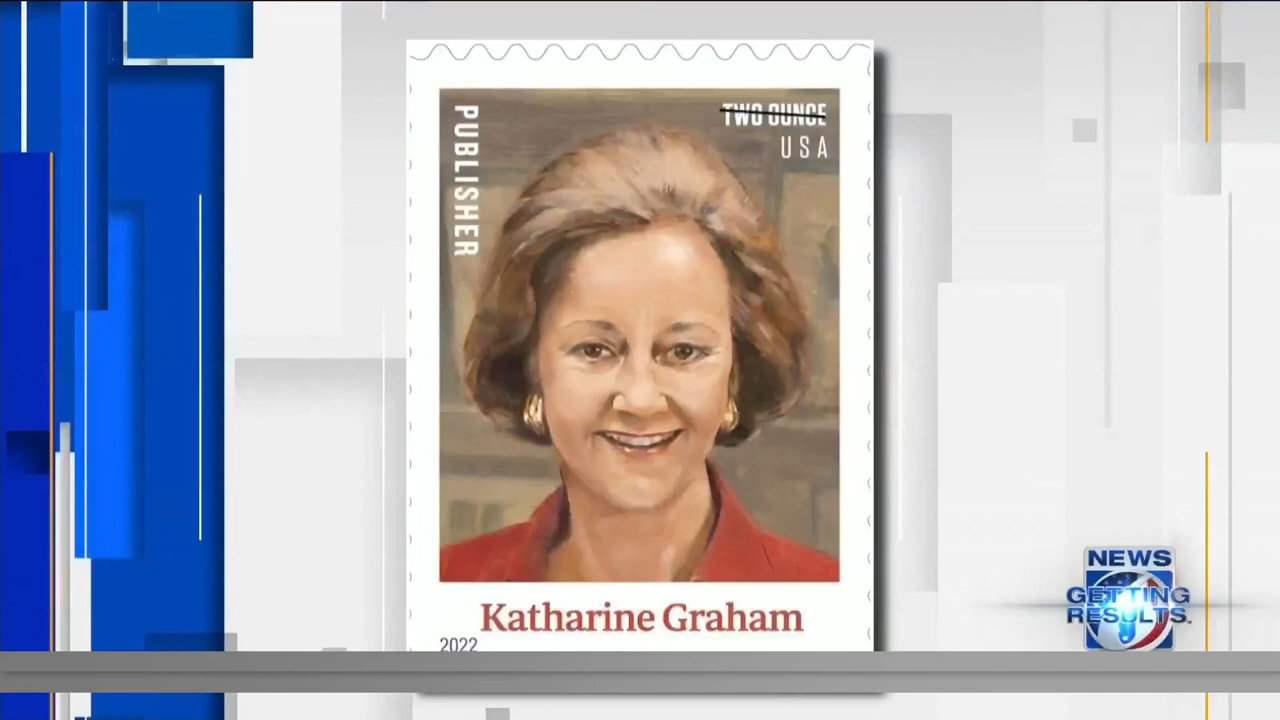 PUBLISHER
TWO OUNCE
USA
Katharine Graham
2022
NEWS
GETTING
RESULTS.